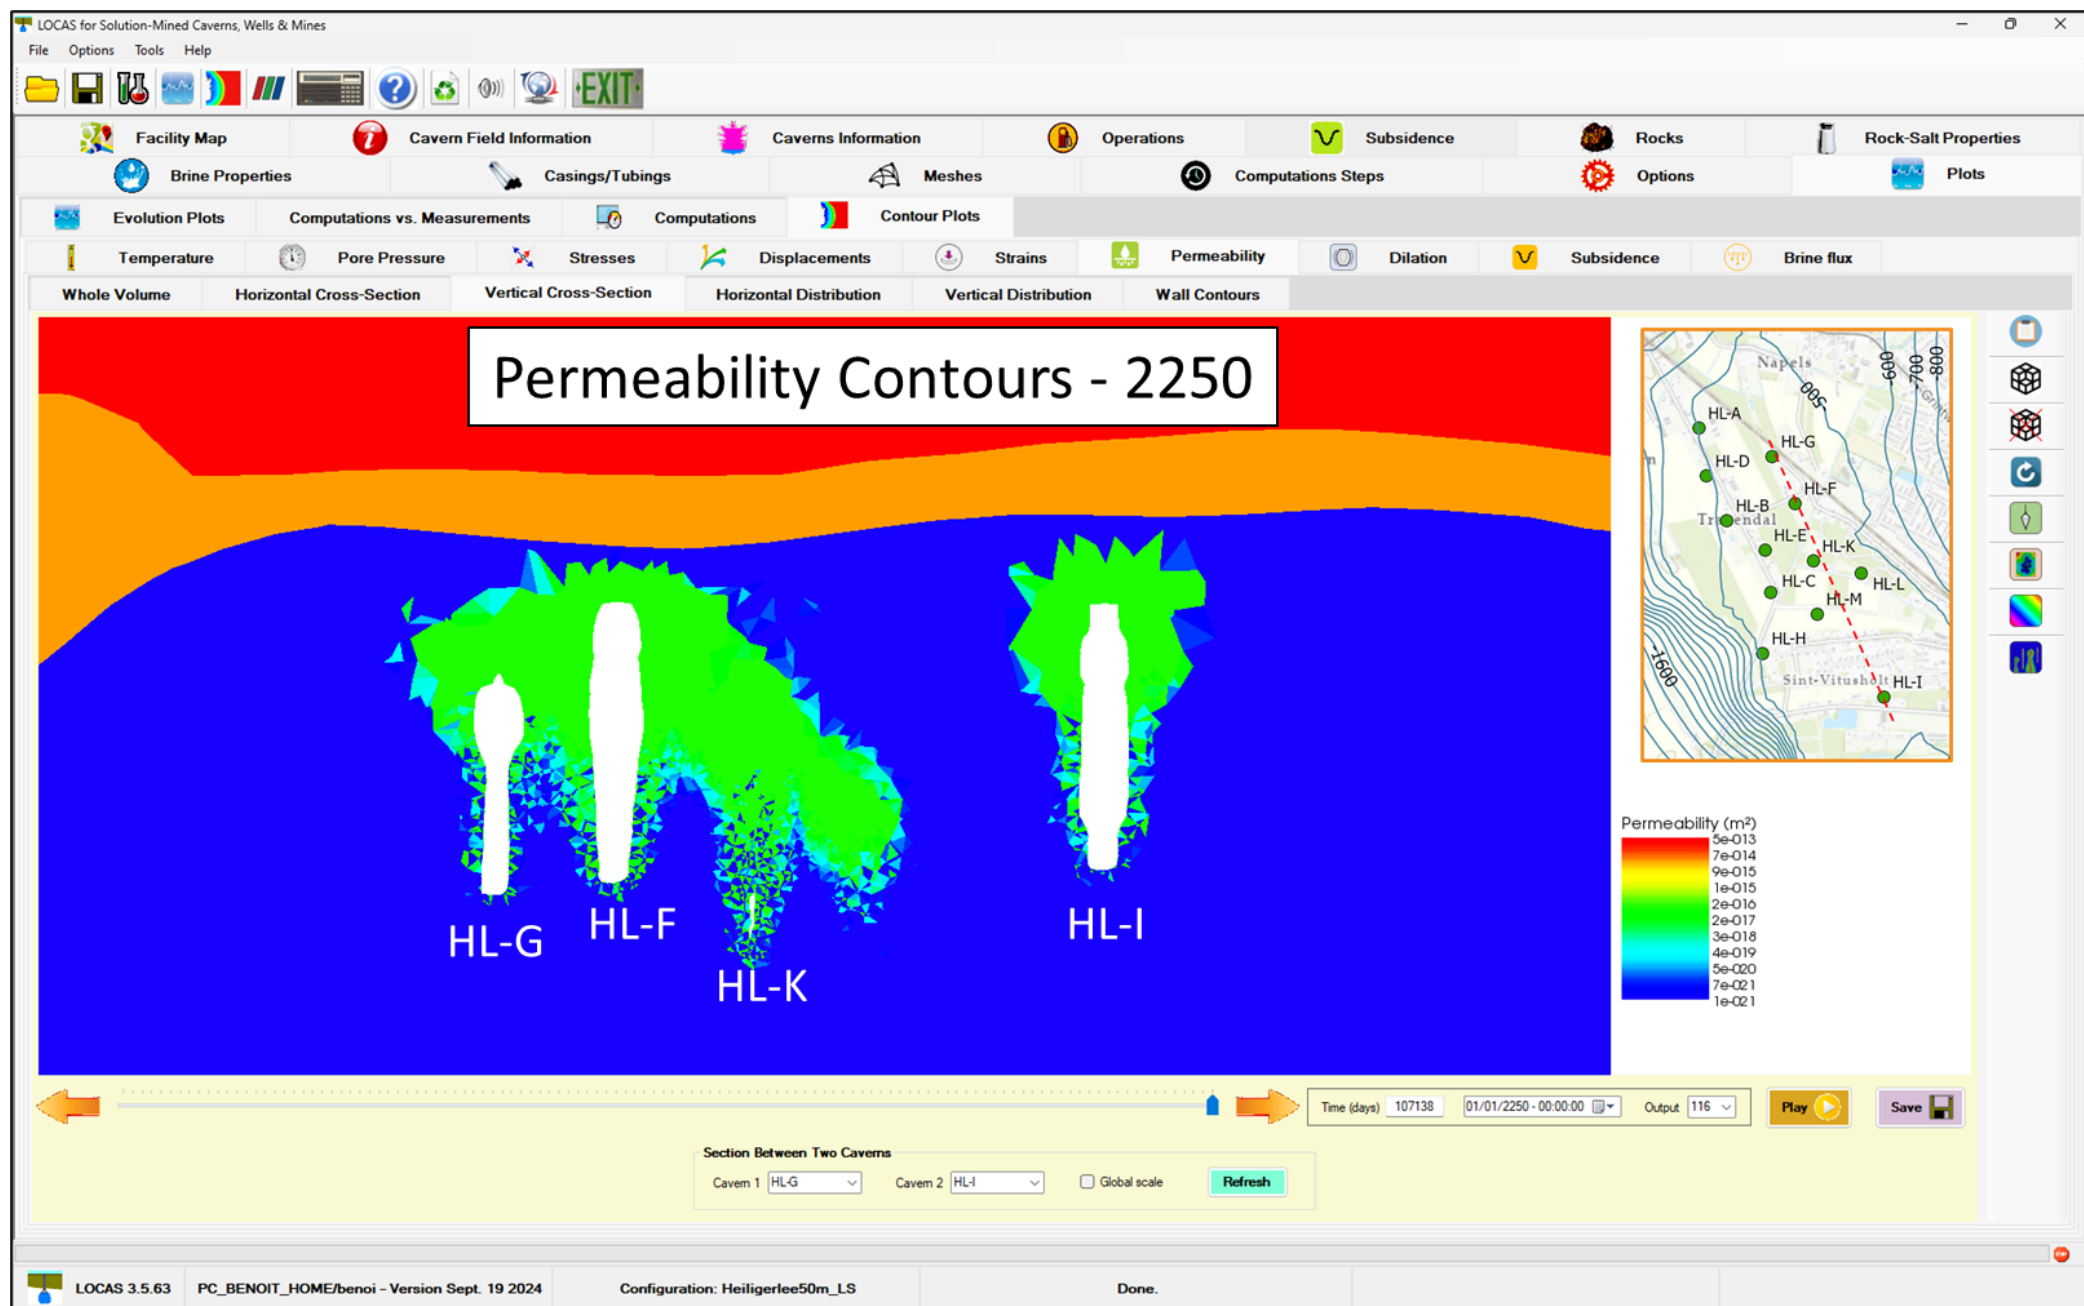 LOCAS for Solution-Mined Caverns, Wells & Mines
File Options Tools Help
EXIT
Facility Map Cavern Field Information Caverns Information Operations Subsidence Rocks Rock-Salt Properties
Brine Properties Casings/Tubings Meshes Computations Steps Options Plots
Evolution Plots Computations vs. Measurements Computations Contour Plots
Temperature Pore Pressure Stresses Displacements Strains Permeability Dilation Subsidence Brine flux
Whole Volume Horizontal Cross-Section Vertical Cross-Section Horizontal Distribution Vertical Distribution Wall Contours
Permeability Contours - 2250
HL-G
HL-F
HL-K
HL-I
Napels
-500
-600
-700
-800
HL-A
HL-G
HL-D
HL-F
HL-B
HL-E
HL-K
HL-C
HL-L
HL-M
HL-H
-1600
Sint-Vitusholt
HL-I
Permeability (m²)
5e-013
7e-014
9e-015
1e-015
2e-016
2e-017
3e-018
4e-019
5e-020
7e-021
1e-021
Time (days) 107138 01/01/2250 - 00:00:00 Output 116 Play Save
Section Between Two Caverns
Cavern 1 HL-G Cavern 2 HL-I Global scale Refresh
LOCAS 3.5.63 PC_BENOIT_HOME/benoi - Version Sept. 19 2024 Configuration: Heiligerlee50m_LS Done.